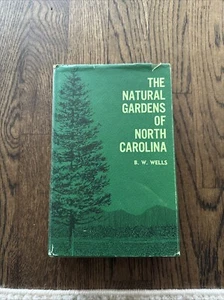 THE
NATURAL
GARDENS
OF
NORTH
CAROLINA
B. W. WELLS